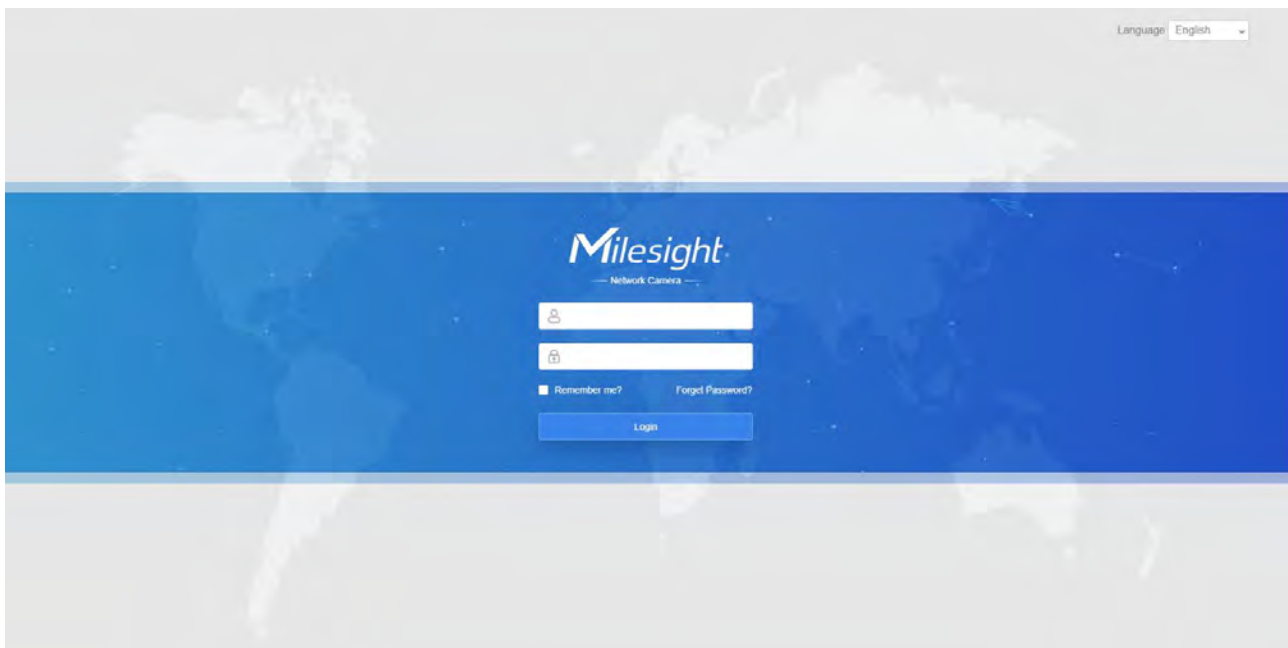 Language English
Milesight
Network Camera
Remember me? Forget Password?
Login